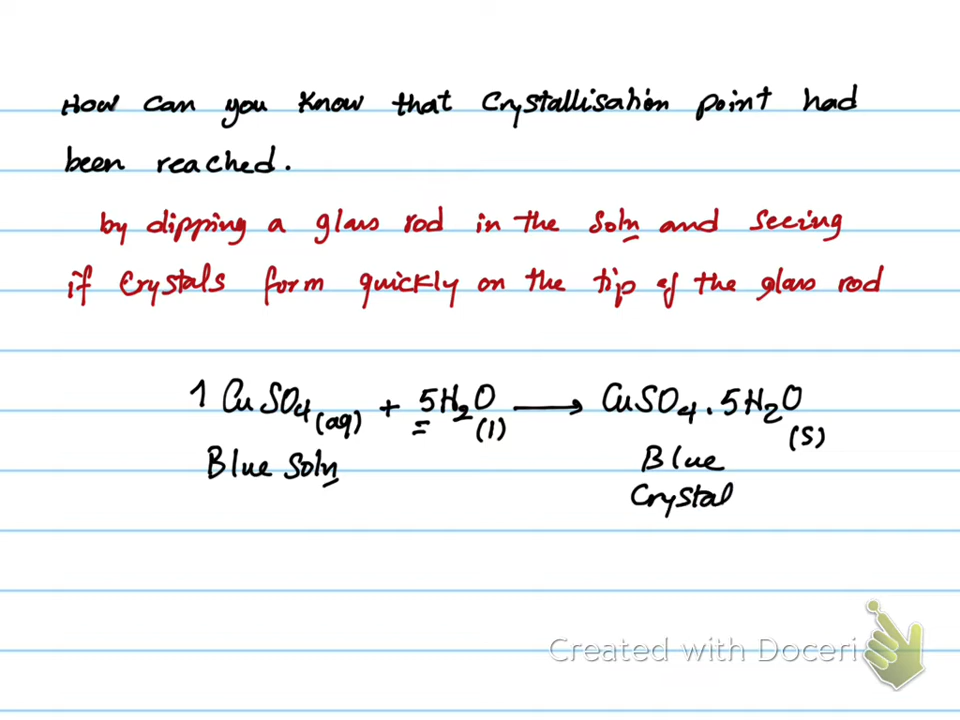 How can you know that Crystallisation point had
been reached.
by dipping a glass rod in the soln and seeing
if Crystals form quickly on the tip of the glass rod
1 CuSO4(aq) + 5H2O(l) → CuSO4.5H2O(s)
Blue soln Blue
Crystal
Created with Doceri